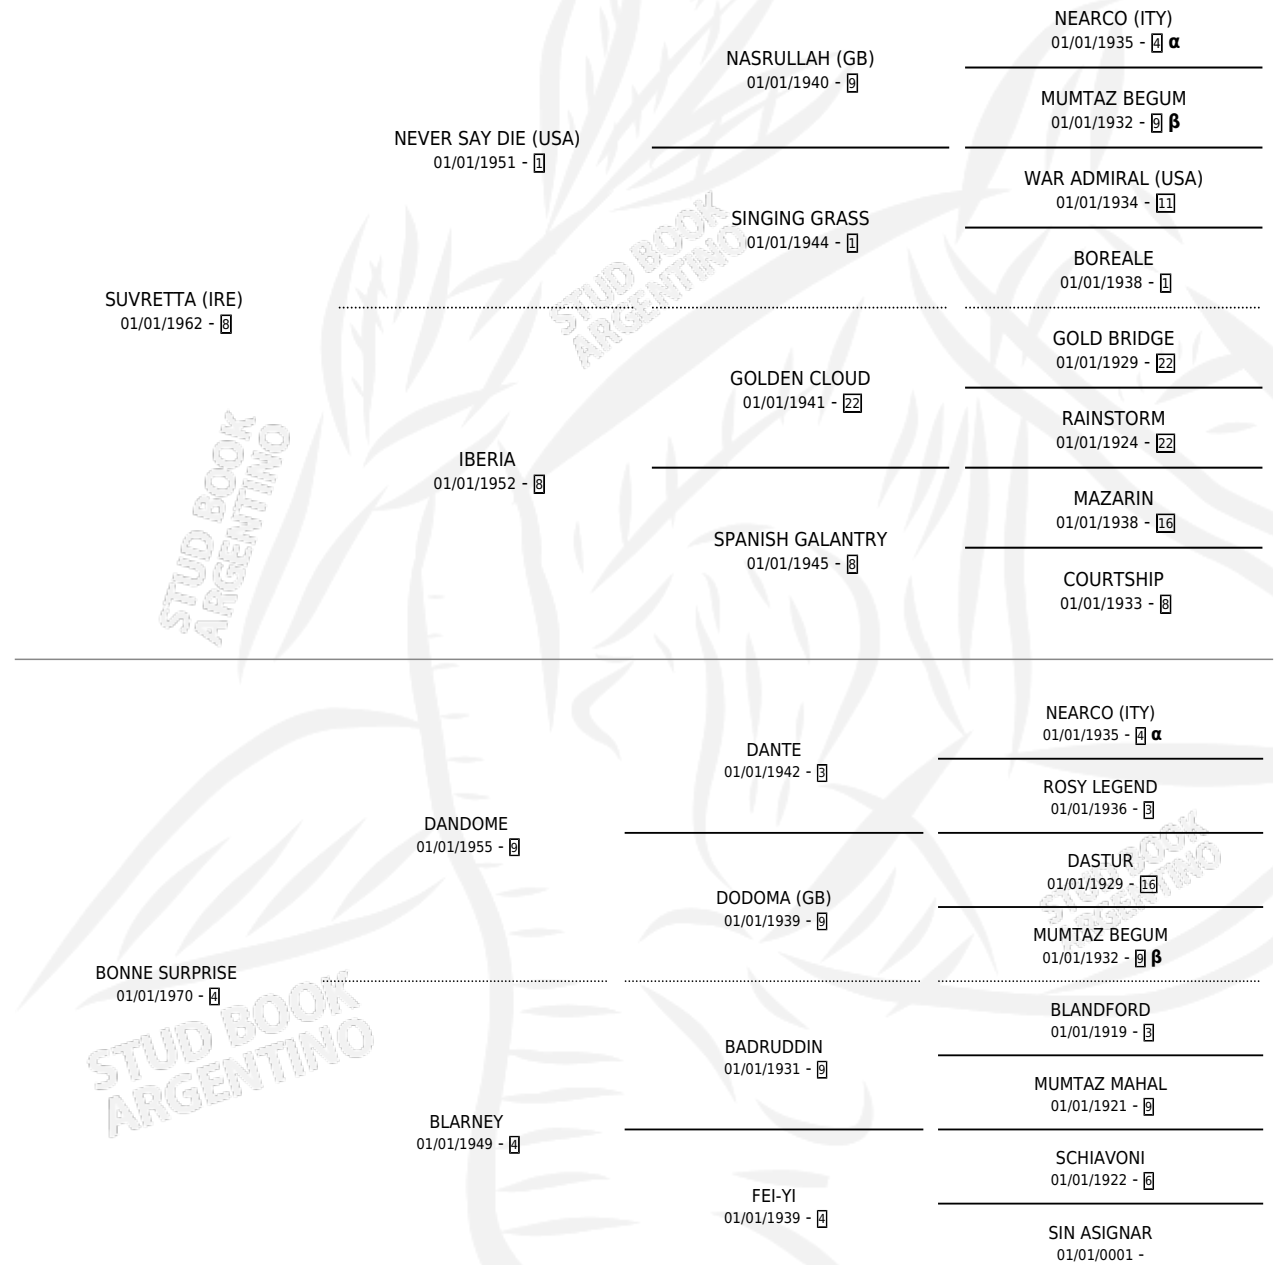 NEARCO (ITY)
01/01/1935 - 4 α
NASRULLAH (GB)
01/01/1940 - 9
MUMTAZ BEGUM
01/01/1932 - 9 β
NEVER SAY DIE (USA)
01/01/1951 - 1
WAR ADMIRAL (USA)
01/01/1934 - 11
SINGING GRASS
01/01/1944 - 1
BOREALE
01/01/1938 - 1
STUD BOOK
ARGENTINO
SUVRETTA (IRE)
01/01/1962 - 8
GOLD BRIDGE
01/01/1929 - 22
GOLDEN CLOUD
01/01/1941 - 22
RAINSTORM
01/01/1924 - 22
IBERIA
01/01/1952 - 8
MAZARIN
01/01/1938 - 16
SPANISH GALANTRY
01/01/1945 - 8
COURTSHIP
01/01/1933 - 8
STUD BOOK
ARGENTINO
NEARCO (ITY)
01/01/1935 - 4 α
DANTE
01/01/1942 - 3
ROSY LEGEND
01/01/1936 - 3
DANDOME
01/01/1955 - 9
DASTUR
01/01/1929 - 16
STUD BOOK
ARGENTINO
DODOMA (GB)
01/01/1939 - 9
MUMTAZ BEGUM
01/01/1932 - 9 β
BONNE SURPRISE
01/01/1970 - 4
STUD BOOK
ARGENTINO
BLANDFORD
01/01/1919 - 3
BADRUDDIN
01/01/1931 - 9
MUMTAZ MAHAL
01/01/1921 - 9
BLARNEY
01/01/1949 - 4
SCHIAVONI
01/01/1922 - 6
FEI-YI
01/01/1939 - 4
SIN ASIGNAR
01/01/0001 -